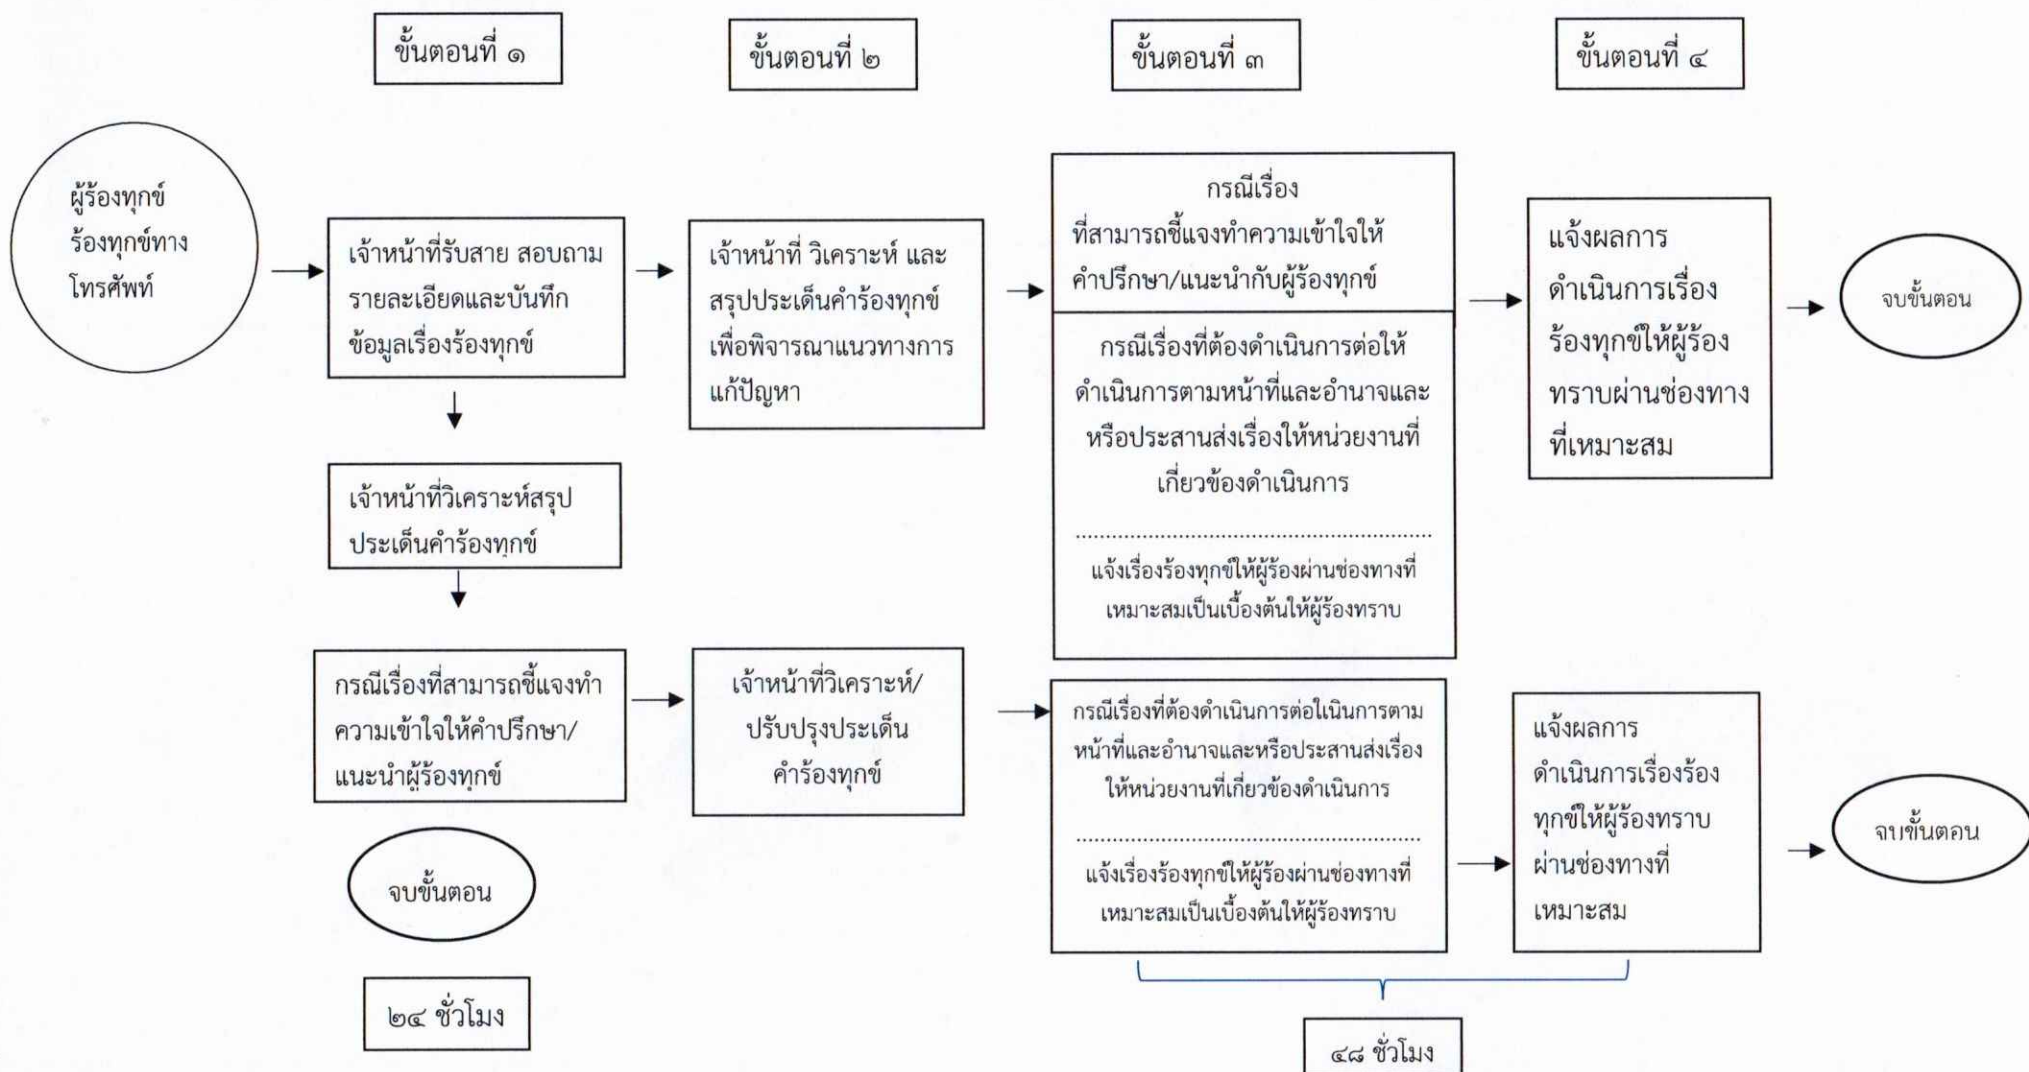 ขั้นตอนที่ ๑
ขั้นตอนที่ ๒
ขั้นตอนที่ ๓
ขั้นตอนที่ ๔
ผู้ร้องทุกข์
ร้องทุกข์ทาง
โทรศัพท์
เจ้าหน้าที่รับสาย สอบถาม
รายละเอียดและบันทึก
ข้อมูลเรื่องร้องทุกข์
เจ้าหน้าที่ วิเคราะห์ และ
สรุปประเด็นคำร้องทุกข์
เพื่อพิจารณาแนวทางการ
แก้ปัญหา
กรณีเรื่อง
ที่สามารถชี้แจงทำความเข้าใจให้
คำปรึกษา/แนะนำกับผู้ร้องทุกข์
กรณีเรื่องที่ต้องดำเนินการต่อให้
ดำเนินการตามหน้าที่และอำนาจและ
หรือประสานส่งเรื่องให้หน่วยงานที่
เกี่ยวข้องดำเนินการ
............................................................
แจ้งเรื่องร้องทุกข์ให้ผู้ร้องผ่านช่องทางที่
เหมาะสมเป็นเบื้องต้นให้ผู้ร้องทราบ
แจ้งผลการ
ดำเนินการเรื่อง
ร้องทุกข์ให้ผู้ร้อง
ทราบผ่านช่องทาง
ที่เหมาะสม
จบขั้นตอน
เจ้าหน้าที่วิเคราะห์สรุป
ประเด็นคำร้องทุกข์
กรณีเรื่องที่สามารถชี้แจงทำ
ความเข้าใจให้คำปรึกษา/
แนะนำผู้ร้องทุกข์
จบขั้นตอน
๒๔ ชั่วโมง
เจ้าหน้าที่วิเคราะห์/
ปรับปรุงประเด็น
คำร้องทุกข์
กรณีเรื่องที่ต้องดำเนินการต่อใเนินการตาม
หน้าที่และอำนาจและหรือประสานส่งเรื่อง
ให้หน่วยงานที่เกี่ยวข้องดำเนินการ
............................................................
แจ้งเรื่องร้องทุกข์ให้ผู้ร้องผ่านช่องทางที่
เหมาะสมเป็นเบื้องต้นให้ผู้ร้องทราบ
แจ้งผลการ
ดำเนินการเรื่องร้อง
ทุกข์ให้ผู้ร้องทราบ
ผ่านช่องทางที่
เหมาะสม
จบขั้นตอน
๔๘ ชั่วโมง